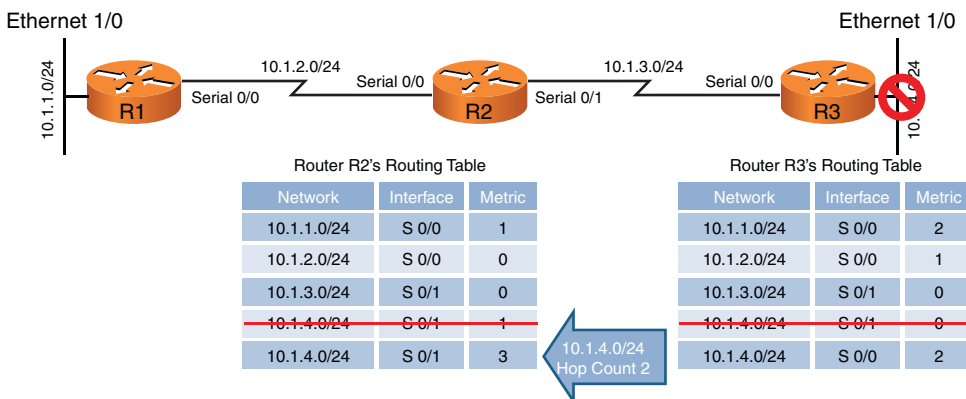 Ethernet 1/0
Ethernet 1/0
10.1.1.0/24
R1
Serial 0/0
10.1.2.0/24
Serial 0/0
R2
Serial 0/1
10.1.3.0/24
Serial 0/0
R3
Router R2's Routing Table
Network Interface Metric
10.1.1.0/24 S 0/0 1
10.1.2.0/24 S 0/0 0
10.1.3.0/24 S 0/1 0
10.1.4.0/24 S 0/1 1
10.1.4.0/24 S 0/1 3
10.1.4.0/24
Hop Count 2
Router R3's Routing Table
Network Interface Metric
10.1.1.0/24 S 0/0 2
10.1.2.0/24 S 0/0 1
10.1.3.0/24 S 0/1 0
10.1.4.0/24 S 0/1 0
10.1.4.0/24 S 0/0 2